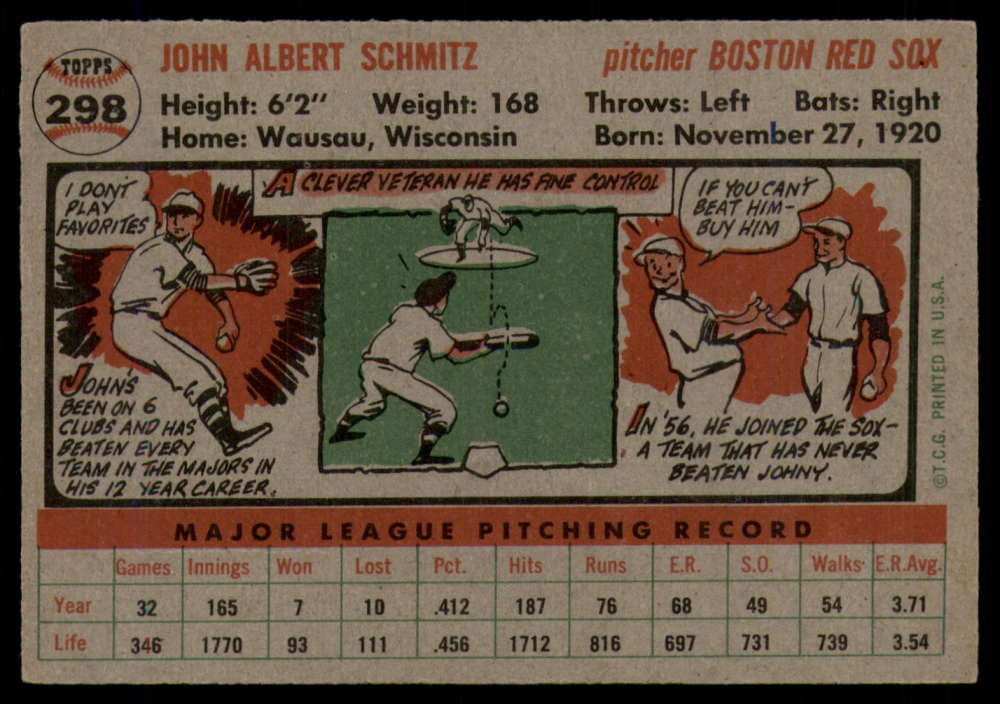 TOPPS
298
JOHN ALBERT SCHMITZ
pitcher BOSTON RED SOX
Height: 6'2" Weight: 168 Throws: Left Bats: Right
Home: Wausau, Wisconsin Born: November 27, 1920
I DON'T
PLAY
FAVORITES
JOHN'S
BEEN ON 6
CLUBS AND HAS
BEATEN EVERY
TEAM IN THE MAJORS IN
HIS 12 YEAR CAREER.
A CLEVER VETERAN HE HAS FINE CONTROL
IF YOU CAN'T
BEAT HIM-
BUY HIM
IN '56, HE JOINED THE SOX-
A TEAM THAT HAS NEVER
BEATEN JOHNY.
©T.C.G. PRINTED IN U.S.A.
MAJOR LEAGUE PITCHING RECORD
Games Innings Won Lost Pct. Hits Runs E.R. S.O. Walks E.R.Avg.
Year 32 165 7 10 .412 187 76 68 49 54 3.71
Life 346 1770 93 111 .456 1712 816 697 731 739 3.54